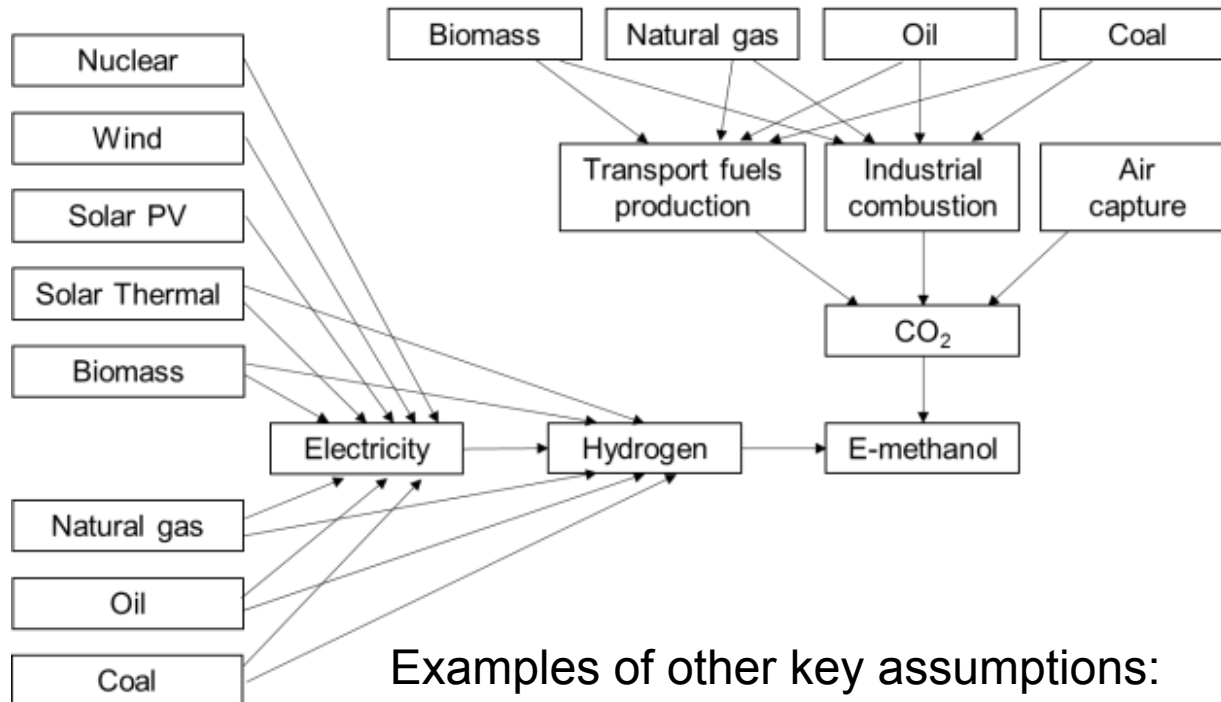 Biomass
Natural gas
Oil
Coal
Nuclear
Wind
Solar PV
Solar Thermal
Biomass
Transport fuels
production
Industrial
combustion
Air
capture
CO₂
Electricity
Hydrogen
E-methanol
Natural gas
Oil
Coal
Examples of other key assumptions: